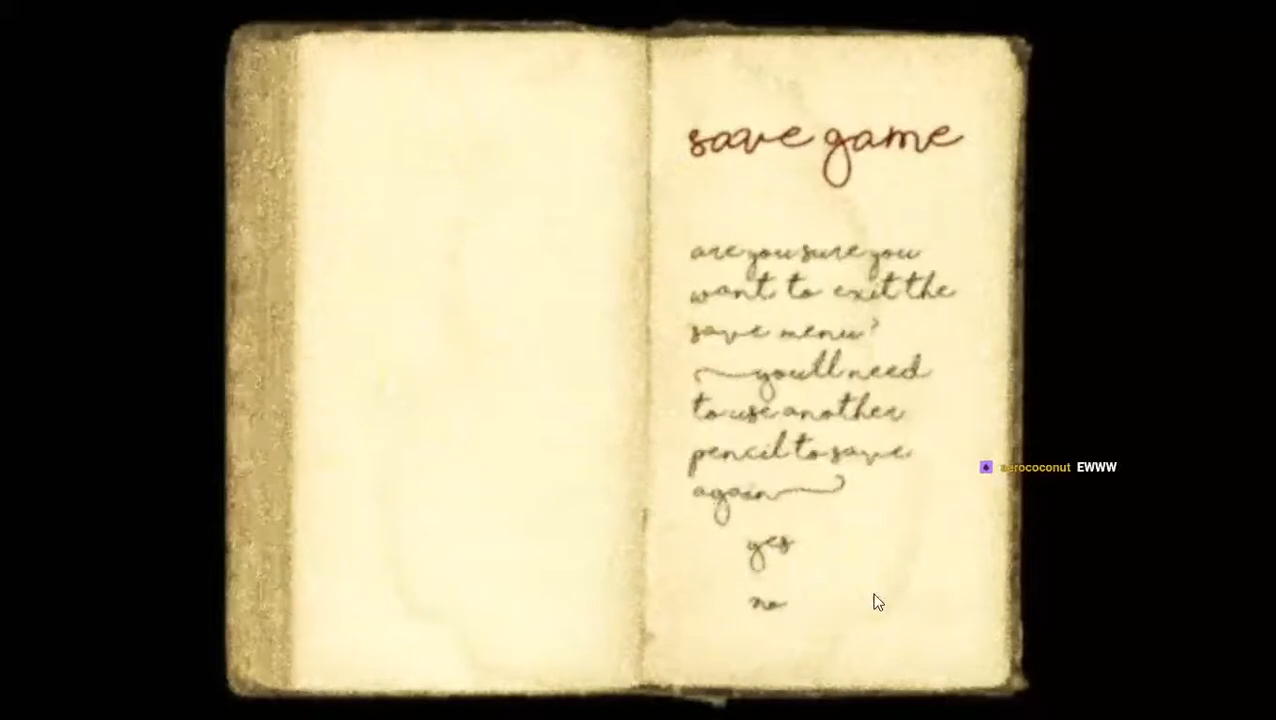 save game
are you sure you
want to exit the
save menu?
~you'll need
to use another
pencil to save
again~
yes
no
aerococonut EWWW